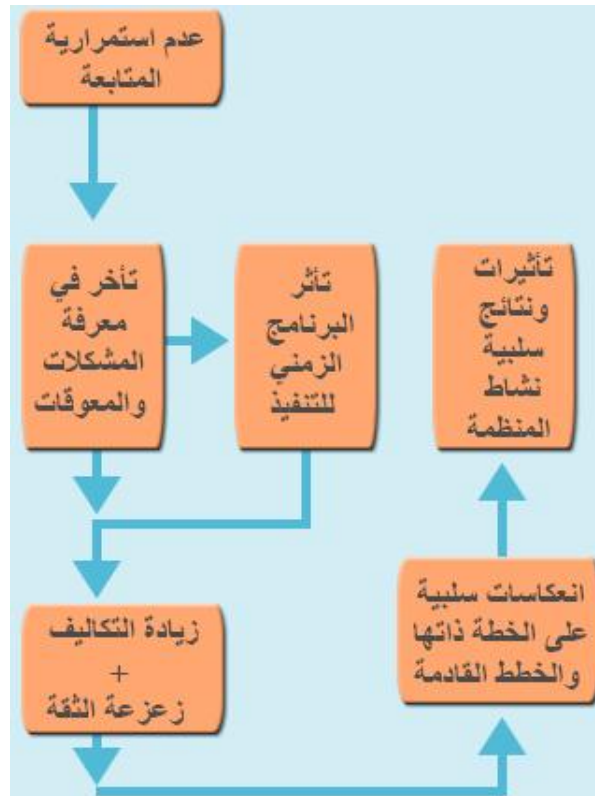 عدم استمرارية
المتابعة
تأخر في
معرفة
المشكلات
والمعوقات
تأثر
البرنامج
الزمني
للتنفيذ
زيادة التكاليف
+
زعزعة الثقة
انعكاسات سلبية
على الخطة ذاتها
والخطط القادمة
تأثيرات
ونتائج
سلبية
نشاط
المنظمة